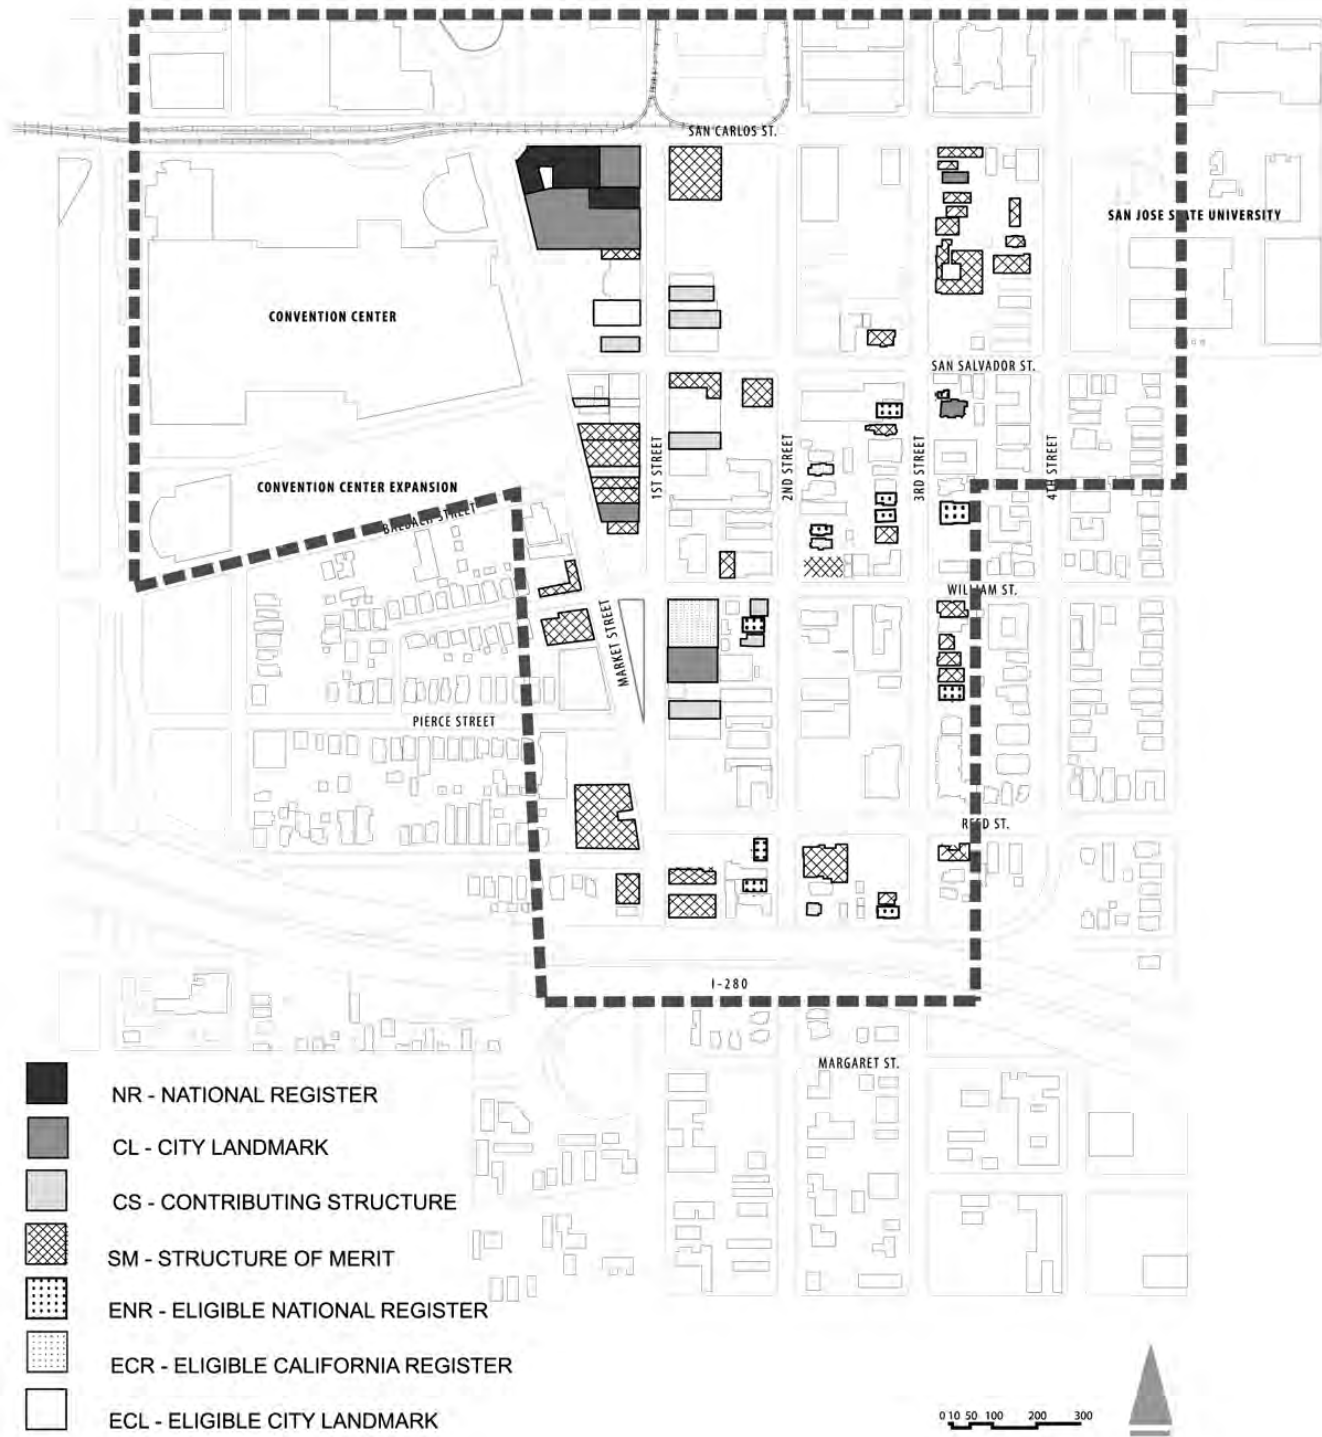 SAN CARLOS ST.
SAN JOSE STATE UNIVERSITY
CONVENTION CENTER
SAN SALVADOR ST.
1ST STREET
2ND STREET
3RD STREET
4TH STREET
CONVENTION CENTER EXPANSION
BALBACH STREET
WILLIAM ST.
MARKET STREET
PIERCE STREET
REED ST.
I-280
MARGARET ST.
NR - NATIONAL REGISTER
CL - CITY LANDMARK
CS - CONTRIBUTING STRUCTURE
SM - STRUCTURE OF MERIT
ENR - ELIGIBLE NATIONAL REGISTER
ECR - ELIGIBLE CALIFORNIA REGISTER
ECL - ELIGIBLE CITY LANDMARK
0 10 50 100 200 300